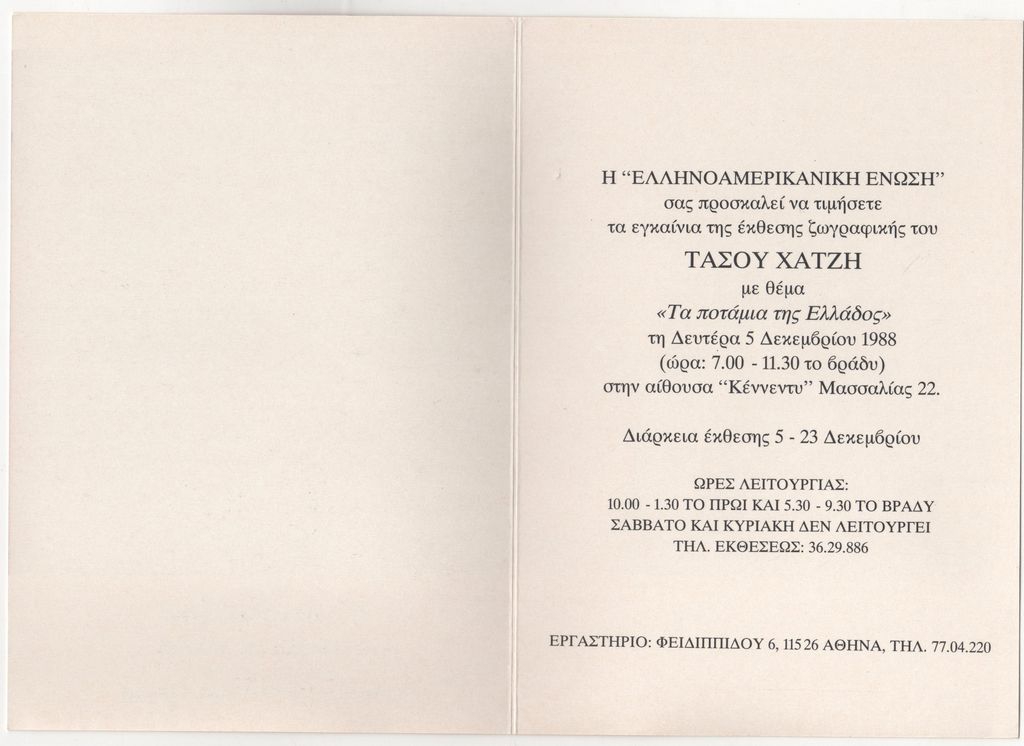 Η “ΕΛΛΗΝΟΑΜΕΡΙΚΑΝΙΚΗ ΕΝΩΣΗ”
σας προσκαλεί να τιμήσετε
τα εγκαίνια της έκθεσης ζωγραφικής του
ΤΑΣΟΥ ΧΑΤΖΗ
με θέμα
«Τα ποτάμια της Ελλάδος»
τη Δευτέρα 5 Δεκεμβρίου 1988
(ώρα: 7.00 - 11.30 το βράδυ)
στην αίθουσα “Κέννεντυ” Μασσαλίας 22.
Διάρκεια έκθεσης 5 - 23 Δεκεμβρίου
ΩΡΕΣ ΛΕΙΤΟΥΡΓΙΑΣ:
10.00 - 1.30 ΤΟ ΠΡΩΙ ΚΑΙ 5.30 - 9.30 ΤΟ ΒΡΑΔΥ
ΣΑΒΒΑΤΟ ΚΑΙ ΚΥΡΙΑΚΗ ΔΕΝ ΛΕΙΤΟΥΡΓΕΙ
ΤΗΛ. ΕΚΘΕΣΕΩΣ: 36.29.886
ΕΡΓΑΣΤΗΡΙΟ: ΦΕΙΔΙΠΠΙΔΟΥ 6, 115 26 ΑΘΗΝΑ, ΤΗΛ. 77.04.220